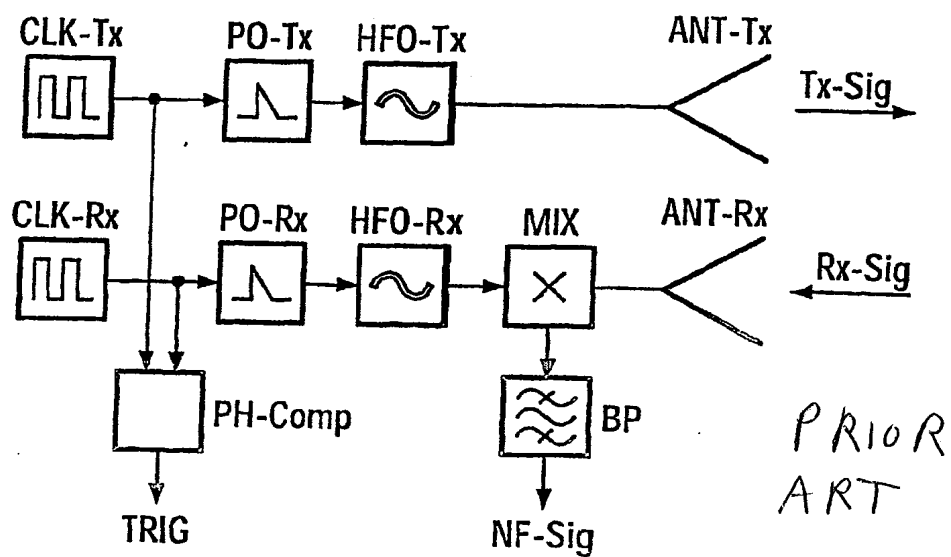 CLK-Tx PO-Tx HFO-Tx ANT-Tx
Tx-Sig
CLK-Rx PO-Rx HFO-Rx MIX ANT-Rx
Rx-Sig
PH-Comp BP
PRIOR
ART
TRIG NF-Sig